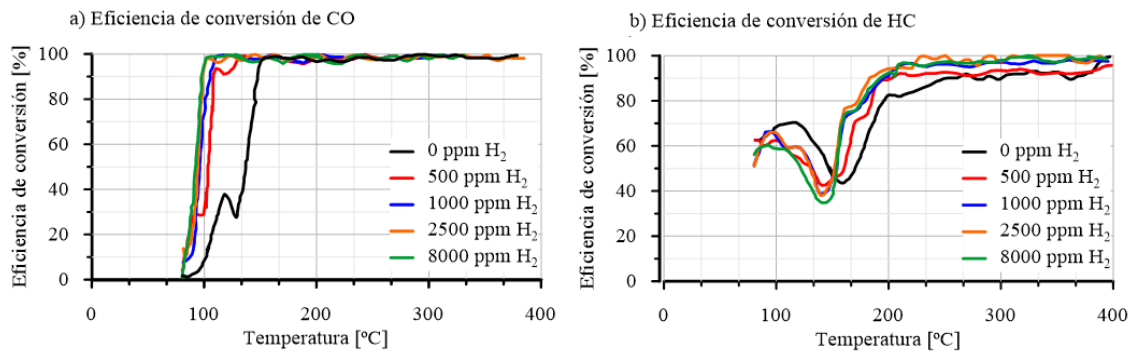 a) Eficiencia de conversión de CO
Eficiencia de conversión [%]
100
80
60
40
20
0
0 ppm H₂
500 ppm H₂
1000 ppm H₂
2500 ppm H₂
8000 ppm H₂
0
100
200
300
400
Temperatura [ºC]
b) Eficiencia de conversión de HC
Eficiencia de conversión [%]
100
80
60
40
20
0
0 ppm H₂
500 ppm H₂
1000 ppm H₂
2500 ppm H₂
8000 ppm H₂
0
100
200
300
400
Temperatura [ºC]